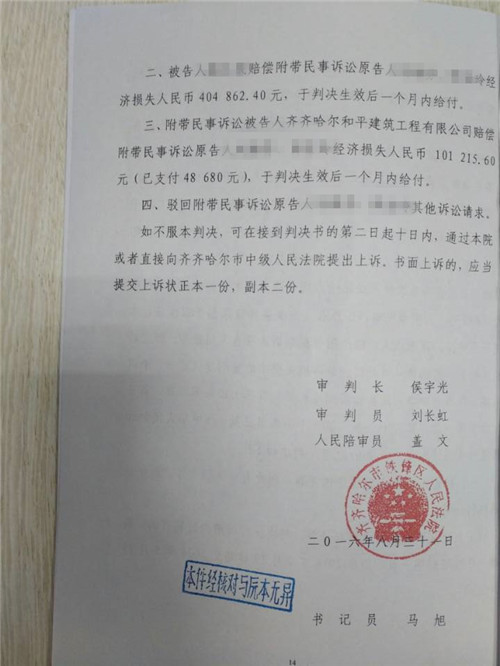 二、被告人赔偿附带民事诉讼原告人经
济损失人民币 404 862.40 元，于判决生效后一个月内给付。
三、附带民事诉讼被告人齐齐哈尔和平建筑工程有限公司赔偿
附带民事诉讼原告人经济损失人民币 101 215.60
元（已支付 48 680 元），于判决生效后一个月内给付。
四、驳回附带民事诉讼原告人其他诉讼请求。
如不服本判决，可在接到判决书的第二日起十日内，通过本院
或者直接向齐齐哈尔市中级人民法院提出上诉。书面上诉的，应当
提交上诉状正本一份，副本二份。
审 判 长 侯宇光
审 判 员 刘长虹
人民陪审员 盖 文
齐齐哈尔市铁锋区人民法院
二〇一六年八月三十一日
本件经核对与原本无异
书 记 员 马 旭
14